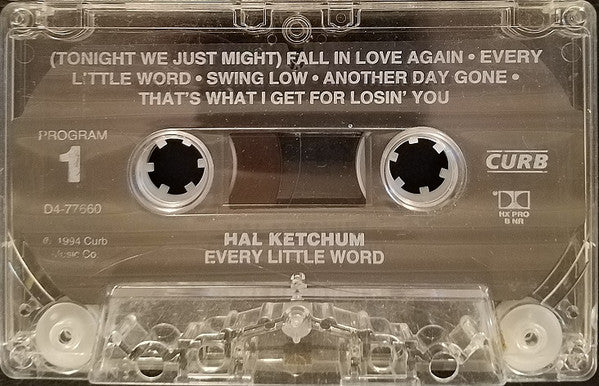 (TONIGHT WE JUST MIGHT) FALL IN LOVE AGAIN • EVERY
LITTLE WORD • SWING LOW • ANOTHER DAY GONE •
THAT'S WHAT I GET FOR LOSIN' YOU
PROGRAM
1
CURB
D4-77660
HX PRO
B NR
℗ 1994 Curb
Music Co.
HAL KETCHUM
EVERY LITTLE WORD